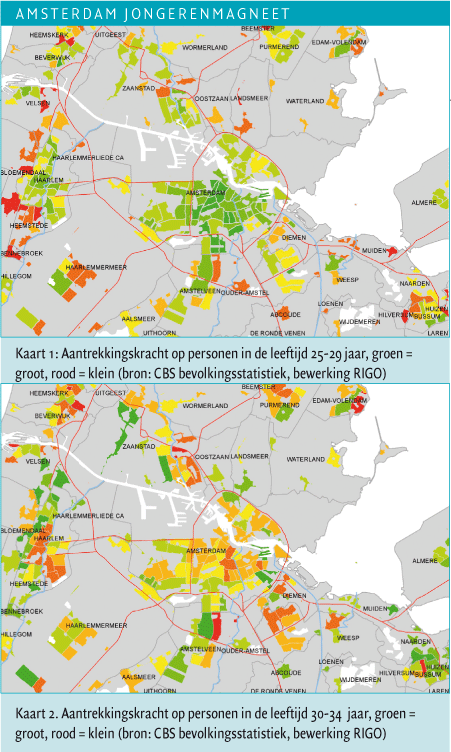 AMSTERDAM JONGERENMAGNEET
HEEMSKERK
UITGEEST
BEEMSTER
WORMERLAND
PURMEREND
EDAM-VOLENDAM
BEVERWIJK
ZAANSTAD
VELSEN
OOSTZAAN
LANDSMEER
WATERLAND
HAARLEMMERLIEDE CA
BLOEMENDAAL
HAARLEM
AMSTERDAM
ALMERE
HEEMSTEDE
DIEMEN
MUIDEN
BENNEBROEK
HILLEGOM
HAARLEMMERMEER
WEESP
NAARDEN
AMSTELVEEN
OUDER-AMSTEL
LOENEN
HUIZEN
AALSMEER
ABCOUDE
HILVERSUM
BUSSUM
UITHOORN
WIJDEMEREN
DE RONDE VENEN
LAREN
Kaart 1: Aantrekkingskracht op personen in de leeftijd 25-29 jaar, groen =
groot, rood = klein (bron: CBS bevolkingsstatistiek, bewerking RIGO)
HEEMSKERK
UITGEEST
BEEMSTER
WORMERLAND
PURMEREND
EDAM-VOLENDAM
BEVERWIJK
ZAANSTAD
VELSEN
OOSTZAAN
LANDSMEER
WATERLAND
HAARLEMMERLIEDE CA
BLOEMENDAAL
HAARLEM
AMSTERDAM
ALMERE
HEEMSTEDE
DIEMEN
MUIDEN
BENNEBROEK
HILLEGOM
HAARLEMMERMEER
WEESP
NAARDEN
AMSTELVEEN
OUDER-AMSTEL
LOENEN
HUIZEN
AALSMEER
ABCOUDE
HILVERSUM
BUSSUM
UITHOORN
WIJDEMEREN
DE RONDE VENEN
LAREN
Kaart 2. Aantrekkingskracht op personen in de leeftijd 30-34 jaar, groen =
groot, rood = klein (bron: CBS bevolkingsstatistiek, bewerking RIGO)